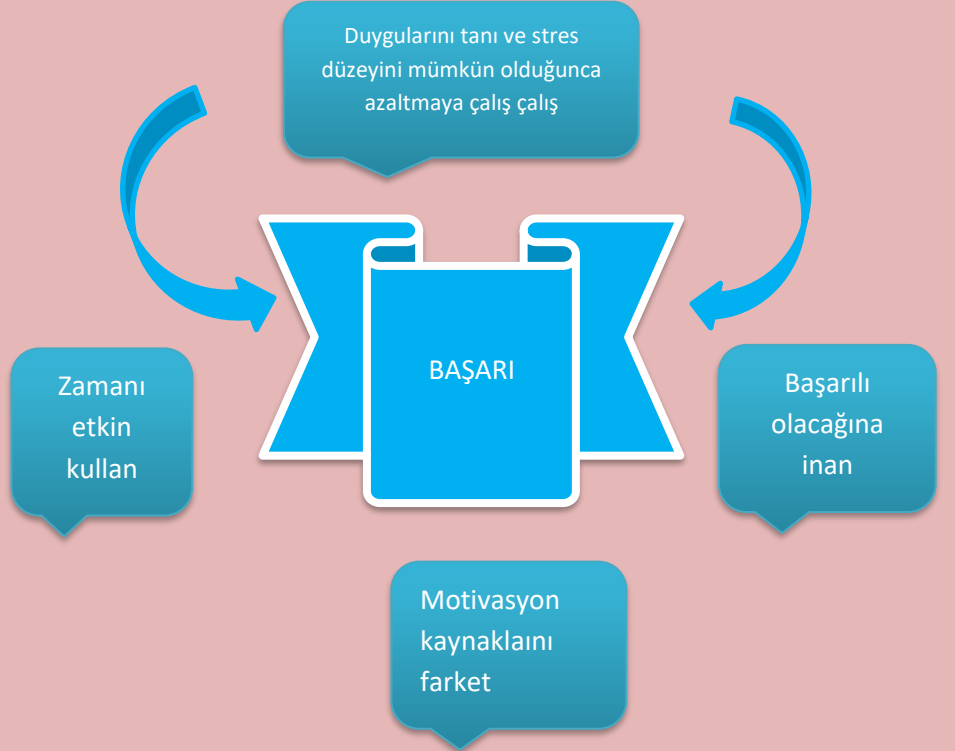 Duygularını tanı ve stres
düzeyini mümkün olduğunca
azaltmaya çalış çalış
BAŞARI
Zamanı
etkin
kullan
Başarılı
olacağına
inan
Motivasyon
kaynaklaını
farket